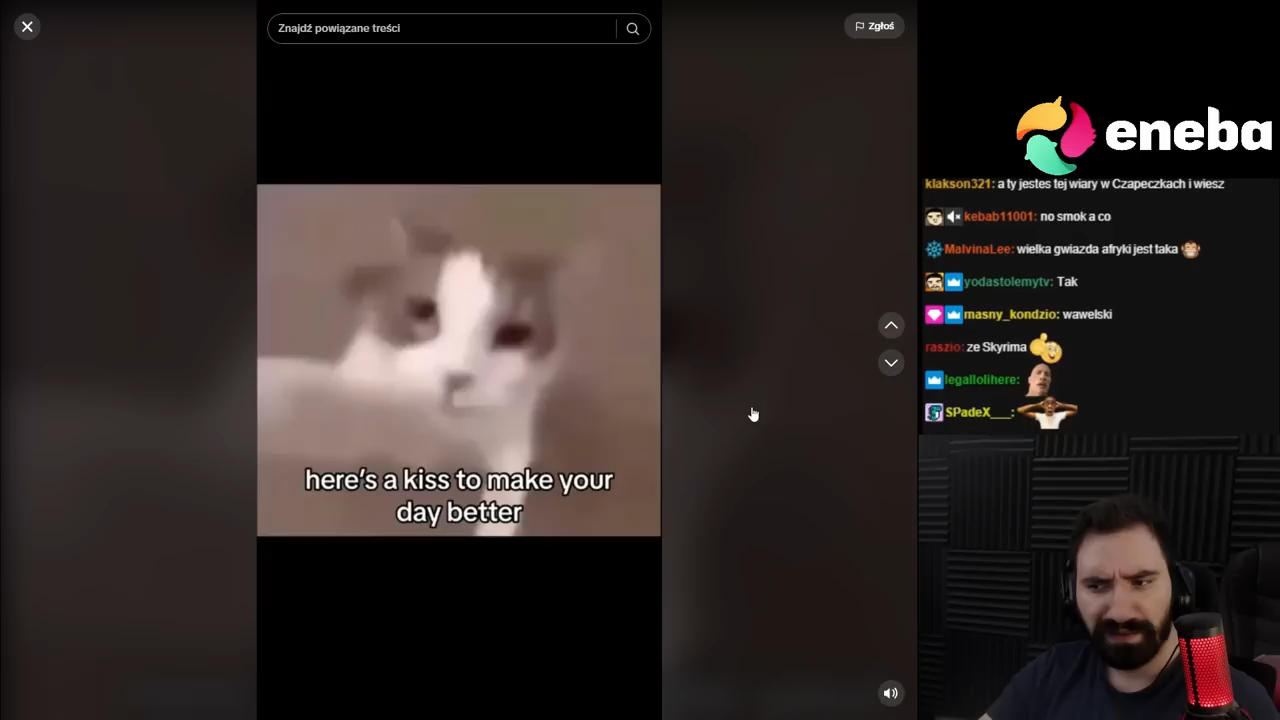 Znajdź powiązane treści
Zgłoś
eneba
klakson321: a ty jestes tej wiary w Czapeczkach i wiesz
kebab11001: no smok a co
MalvinaLee: wielka gwiazda afryki jest taka
yodastolemytv: Tak
masny_kondzio: wawelski
raszio: ze Skyrima
legallolihere:
SPadeX___:
here's a kiss to make your
day better